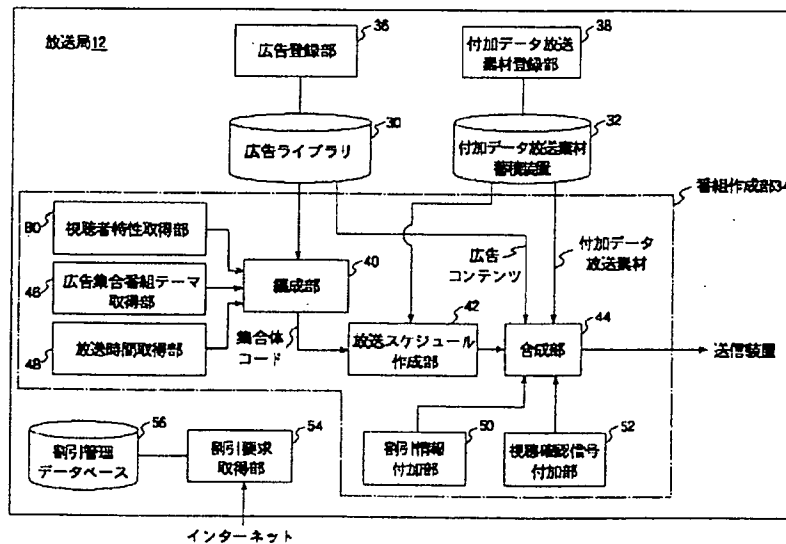 放送局12
36
広告登録部
38
付加データ放送
素材登録部
30
広告ライブラリ
32
付加データ放送素材
蓄積装置
番組作成部34
80
視聴者特性取得部
46
広告集合番組テーマ
取得部
48
放送時間取得部
40
編成部
集合体
コード
広告
コンテンツ
付加データ
放送素材
42
放送スケジュール
作成部
44
合成部
送信装置
56
割引管理
データベース
54
割引要求
取得部
50
割引情報
付加部
52
視聴確認信号
付加部
インターネット